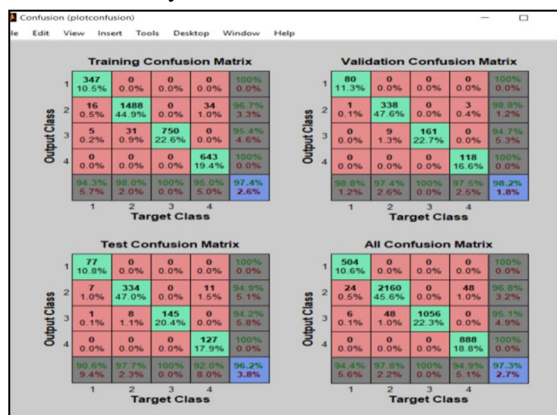 Confusion (plotconfusion)
le Edit View Insert Tools Desktop Window Help
Training Confusion Matrix
Output Class
1 347 0 0 0 100%
10.5% 0.0% 0.0% 0.0% 0.0%
2 16 1488 0 34 96.7%
0.5% 44.9% 0.0% 1.0% 3.3%
3 5 31 750 0 95.4%
0.2% 0.9% 22.6% 0.0% 4.6%
4 0 0 0 643 100%
0.0% 0.0% 0.0% 19.4% 0.0%
94.3% 98.0% 100% 95.0% 97.4%
5.7% 2.0% 0.0% 5.0% 2.6%
1 2 3 4
Target Class
Validation Confusion Matrix
Output Class
1 80 0 0 0 100%
11.3% 0.0% 0.0% 0.0% 0.0%
2 1 338 0 3 98.8%
0.1% 47.6% 0.0% 0.4% 1.2%
3 0 9 161 0 94.7%
0.0% 1.3% 22.7% 0.0% 5.3%
4 0 0 0 118 100%
0.0% 0.0% 0.0% 16.6% 0.0%
98.8% 97.4% 100% 97.5% 98.2%
1.2% 2.6% 0.0% 2.5% 1.8%
1 2 3 4
Target Class
Test Confusion Matrix
Output Class
1 77 0 0 0 100%
10.8% 0.0% 0.0% 0.0% 0.0%
2 7 334 0 11 94.9%
1.0% 47.0% 0.0% 1.5% 5.1%
3 1 8 145 0 94.2%
0.1% 1.1% 20.4% 0.0% 5.8%
4 0 0 0 127 100%
0.0% 0.0% 0.0% 17.9% 0.0%
90.6% 97.7% 100% 92.0% 96.2%
9.4% 2.3% 0.0% 8.0% 3.8%
1 2 3 4
Target Class
All Confusion Matrix
Output Class
1 504 0 0 0 100%
10.6% 0.0% 0.0% 0.0% 0.0%
2 24 2160 0 48 96.8%
0.5% 45.6% 0.0% 1.0% 3.2%
3 6 48 1056 0 95.1%
0.1% 1.0% 22.3% 0.0% 4.9%
4 0 0 0 888 100%
0.0% 0.0% 0.0% 18.8% 0.0%
94.4% 97.8% 100% 94.9% 97.3%
5.6% 2.2% 0.0% 5.1% 2.7%
1 2 3 4
Target Class